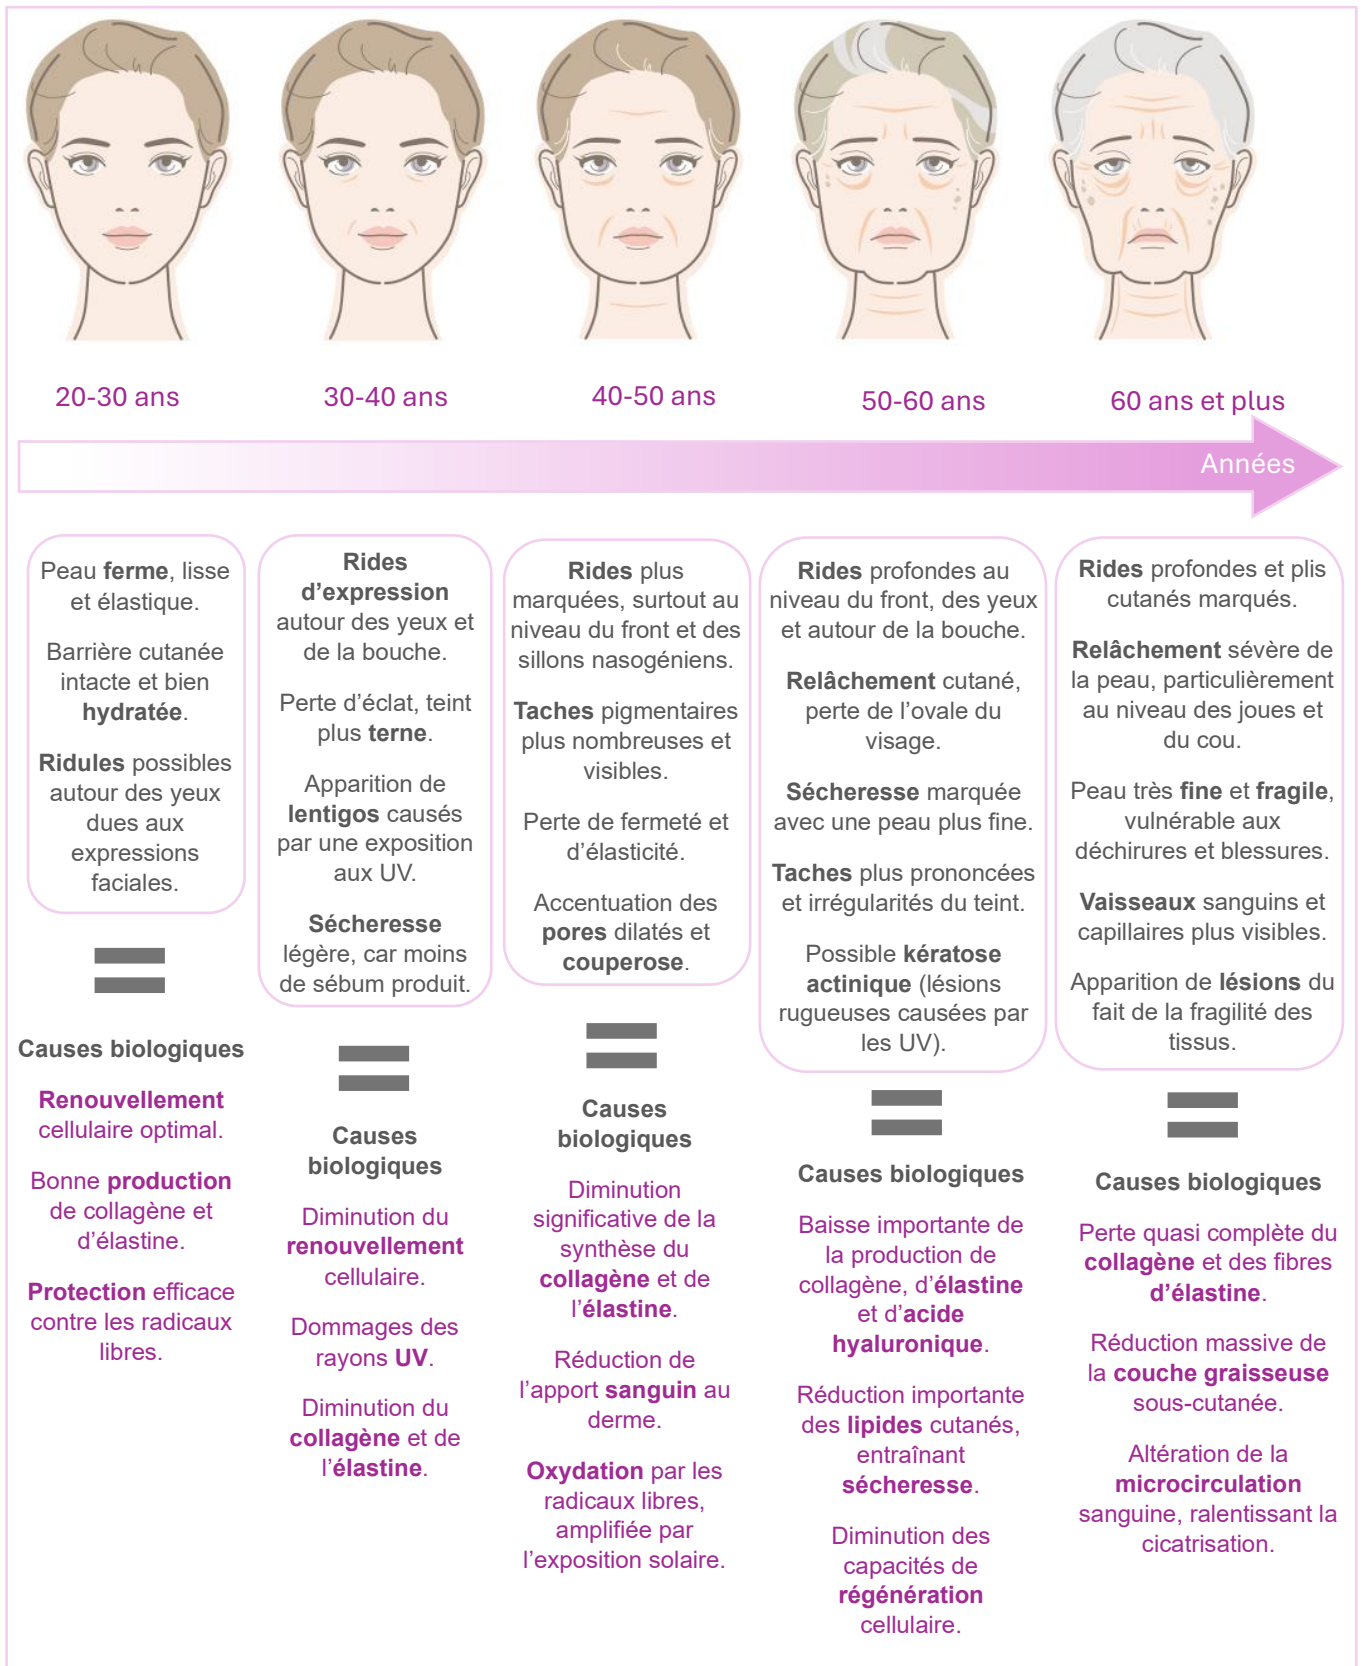 20-30 ans
30-40 ans
40-50 ans
50-60 ans
60 ans et plus
Années
Peau ferme, lisse
et élastique.
Barrière cutanée
intacte et bien
hydratée.
Ridules possibles
autour des yeux
dues aux
expressions
faciales.
Causes biologiques
Renouvellement
cellulaire optimal.
Bonne production
de collagène et
d’élastine.
Protection efficace
contre les radicaux
libres.
Rides
d’expression
autour des yeux et
de la bouche.
Perte d’éclat, teint
plus terne.
Apparition de
lentigos causés
par une exposition
aux UV.
Sécheresse
légère, car moins
de sébum produit.
Causes
biologiques
Diminution du
renouvellement
cellulaire.
Dommages des
rayons UV.
Diminution du
collagène et de
l’élastine.
Rides plus
marquées, surtout au
niveau du front et des
sillons nasogéniens.
Taches pigmentaires
plus nombreuses et
visibles.
Perte de fermeté et
d’élasticité.
Accentuation des
pores dilatés et
couperose.
Causes
biologiques
Diminution
significative de la
synthèse du
collagène et de
l’élastine.
Réduction de
l’apport sanguin au
derme.
Oxydation par les
radicaux libres,
amplifiée par
l’exposition solaire.
Rides profondes au
niveau du front, des yeux
et autour de la bouche.
Relâchement cutané,
perte de l’ovale du
visage.
Sécheresse marquée
avec une peau plus fine.
Taches plus prononcées
et irrégularités du teint.
Possible kératose
actinique (lésions
rugueuses causées par
les UV).
Causes biologiques
Baisse importante de
la production de
collagène, d’élastine
et d’acide
hyaluronique.
Réduction importante
des lipides cutanés,
entraînant
sécheresse.
Diminution des
capacités de
régénération
cellulaire.
Rides profondes et plis
cutanés marqués.
Relâchement sévère de
la peau, particulièrement
au niveau des joues et
du cou.
Peau très fine et fragile,
vulnérable aux
déchirures et blessures.
Vaisseaux sanguins et
capillaires plus visibles.
Apparition de lésions du
fait de la fragilité des
tissus.
Causes biologiques
Perte quasi complète du
collagène et des fibres
d’élastine.
Réduction massive de
la couche graisseuse
sous-cutanée.
Altération de la
microcirculation
sanguine, ralentissant la
cicatrisation.